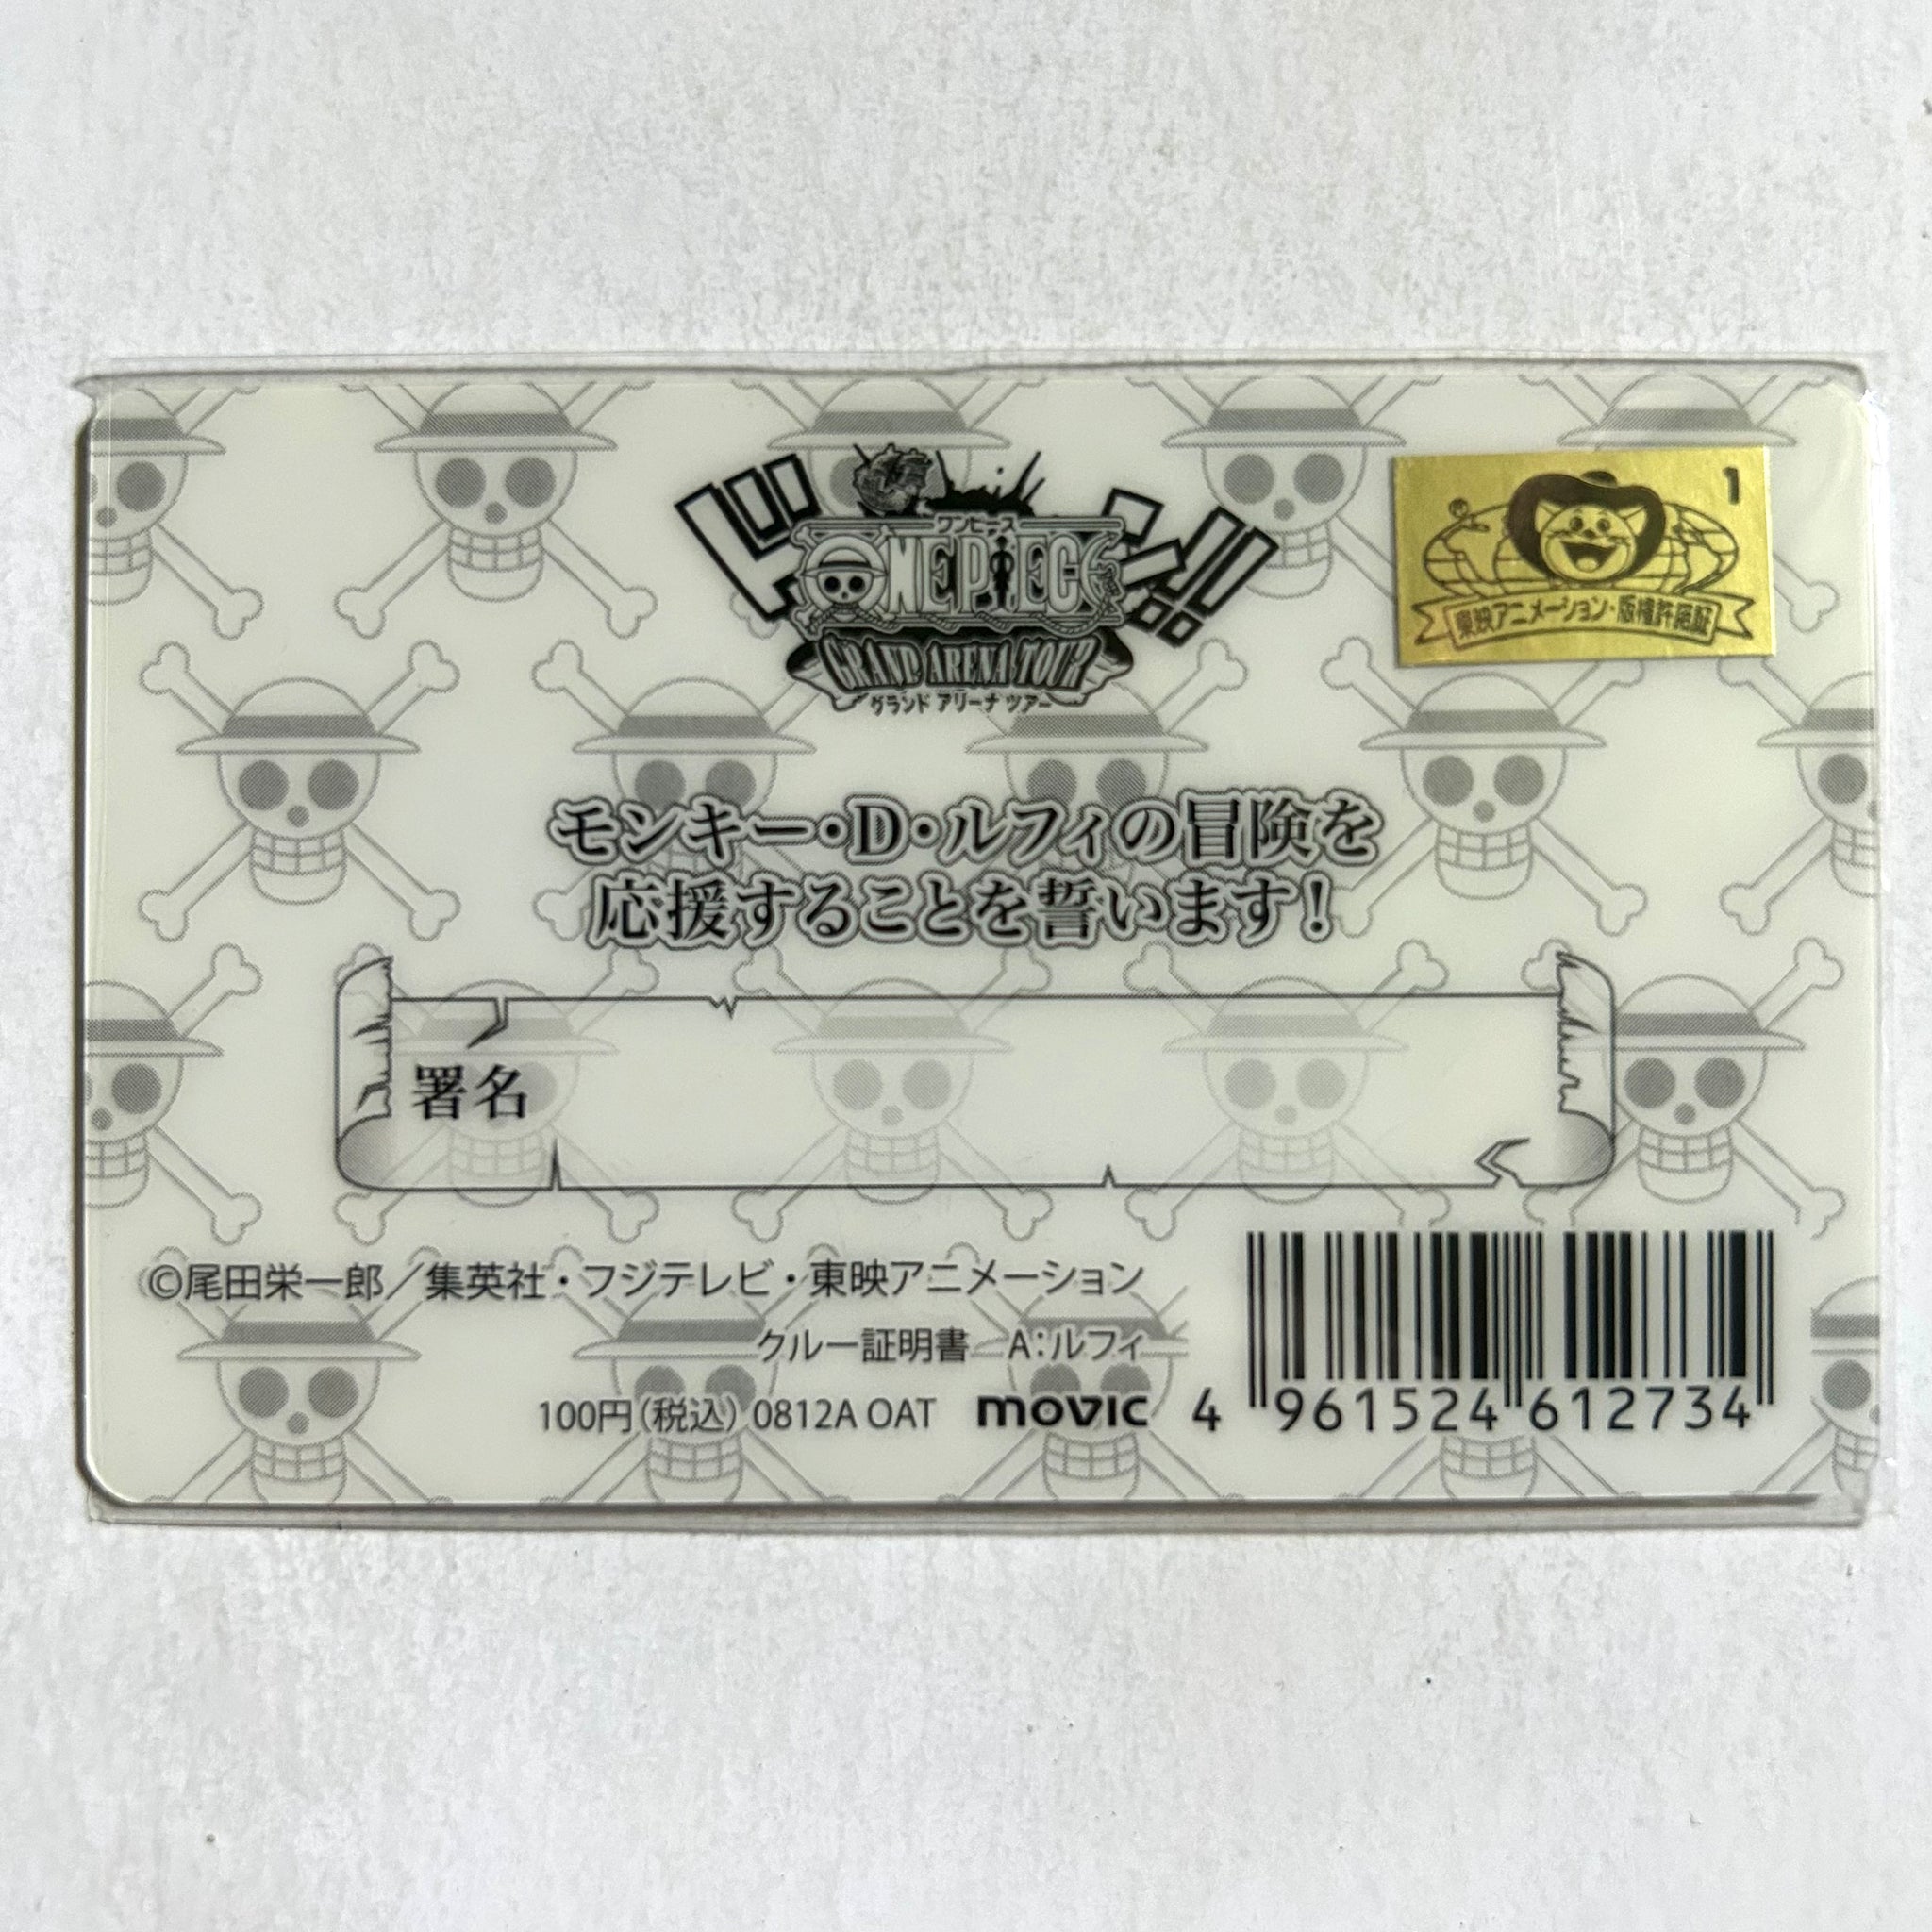 ドン!!
ワンピース
ONE PIECE
GRAND ARENA TOUR
グランド アリーナ ツアー
1
東映アニメーション・版権許諾証
モンキー・D・ルフィの冒険を
応援することを誓います!
署名
©尾田栄一郎/集英社・フジテレビ・東映アニメーション
クルー証明書 A:ルフィ
100円(税込) 0812A OAT movic
4 961524 612734